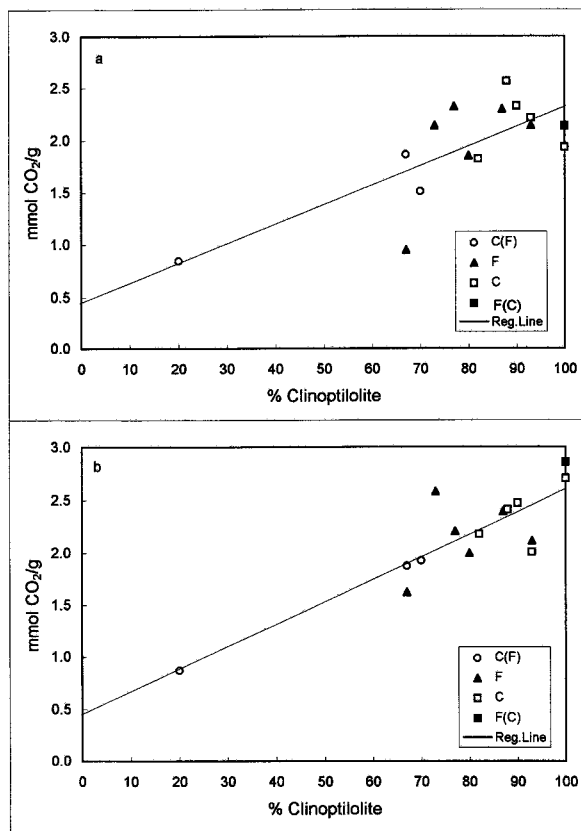 a
3.0
2.5
2.0
1.5
1.0
0.5
0.0
mmol CO₂/g
C(F)
F
C
F(C)
Reg.Line
0 10 20 30 40 50 60 70 80 90 100
% Clinoptilolite
b
3.0
2.5
2.0
1.5
1.0
0.5
0.0
mmol CO₂/g
C(F)
F
C
F(C)
Reg.Line
0 10 20 30 40 50 60 70 80 90 100
% Clinoptilolite